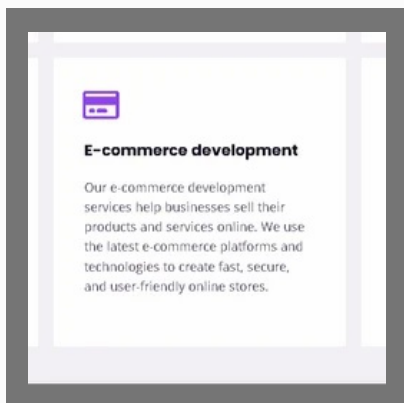 E-commerce development
Our e-commerce development
services help businesses sell their
products and services online. We use
the latest e-commerce platforms and
technologies to create fast, secure,
and user-friendly online stores.